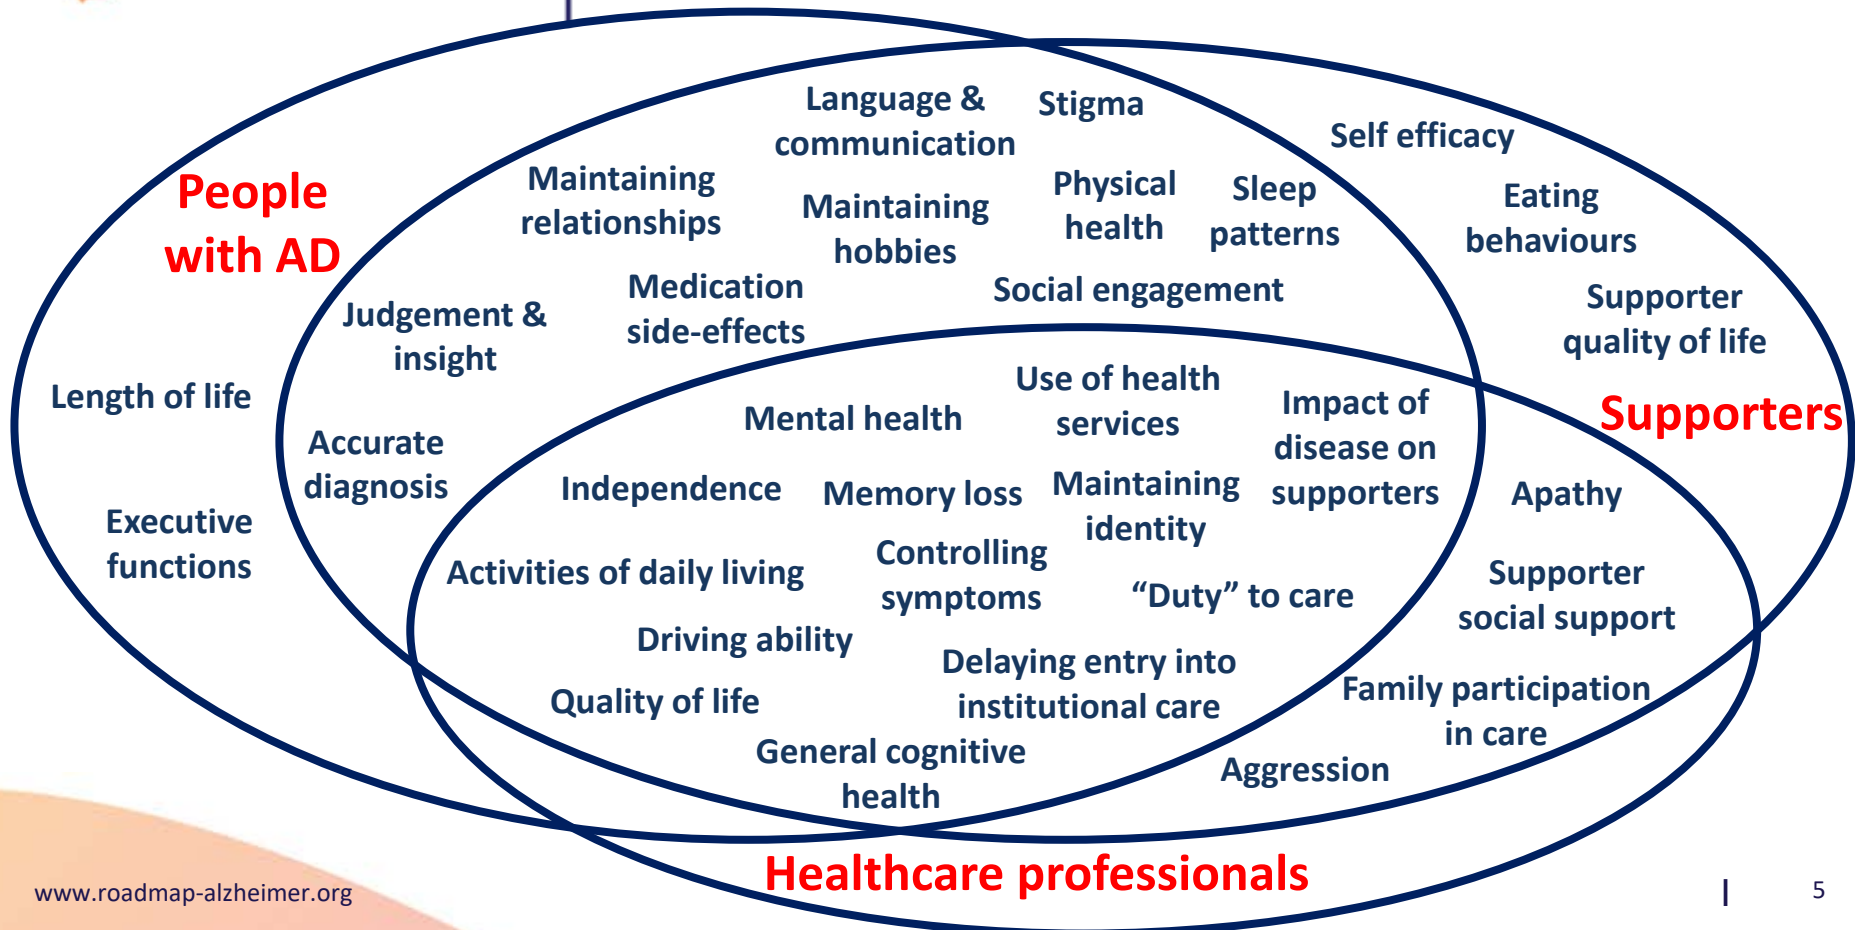 People
with AD
Language &
communication
Stigma
Self efficacy
Maintaining
relationships
Maintaining
hobbies
Physical
health
Sleep
patterns
Eating
behaviours
Judgement &
insight
Medication
side-effects
Social engagement
Supporter
quality of life
Supporters
Length of life
Accurate
diagnosis
Executive
functions
Mental health
Use of health
services
Impact of
disease on
supporters
Independence
Memory loss
Maintaining
identity
Apathy
Activities of daily living
Controlling
symptoms
“Duty” to care
Supporter
social support
Driving ability
Quality of life
Delaying entry into
institutional care
Family participation
in care
General cognitive
health
Aggression
Healthcare professionals
www.roadmap-alzheimer.org
5